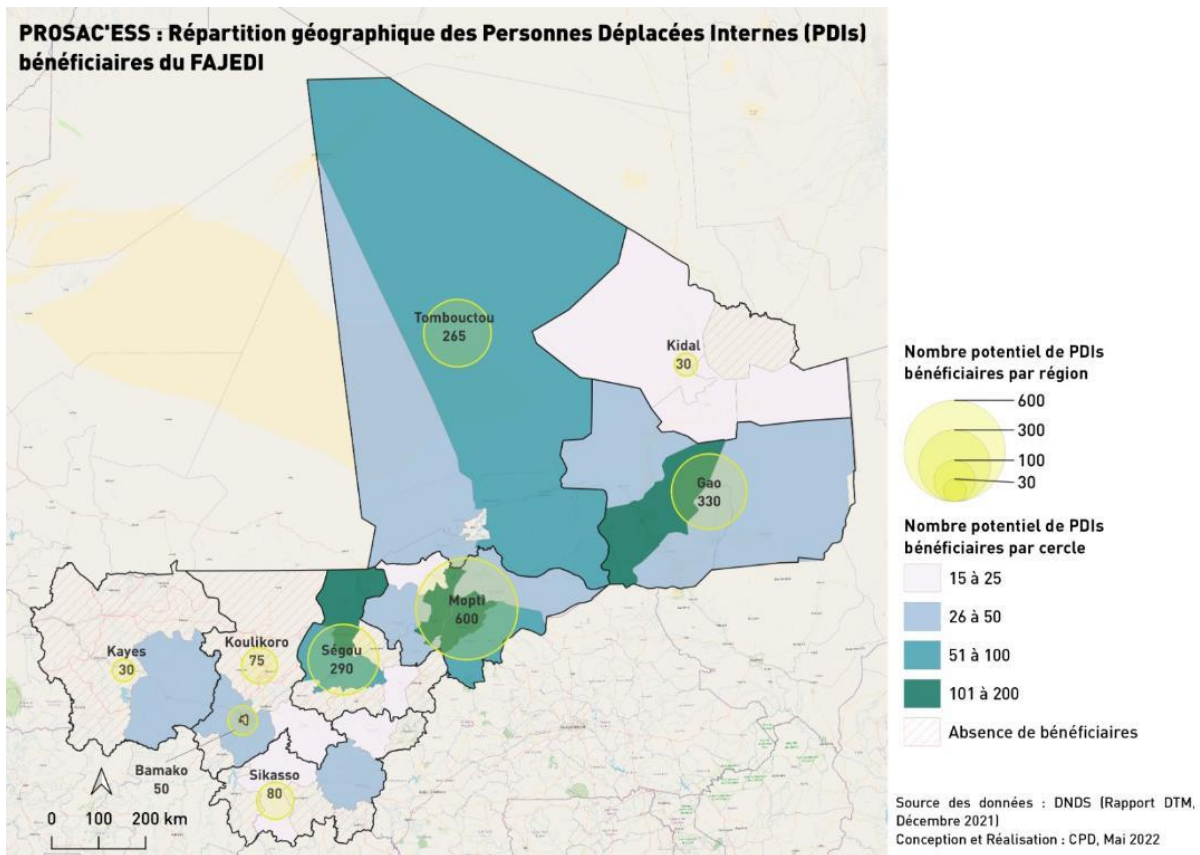 PROSAC'ESS : Répartition géographique des Personnes Déplacées Internes (PDIs)
bénéficiaires du FAJEDI
Tombouctou
265
Kidal
30
Gao
330
Mopti
600
Ségou
290
Koulikoro
75
Kayes
30
Bamako
50
Sikasso
80
0 100 200 km
Nombre potentiel de PDIs
bénéficiaires par région
600
300
100
30
Nombre potentiel de PDIs
bénéficiaires par cercle
15 à 25
26 à 50
51 à 100
101 à 200
Absence de bénéficiaires
Source des données : DNDS (Rapport DTM,
Décembre 2021)
Conception et Réalisation : CPD, Mai 2022